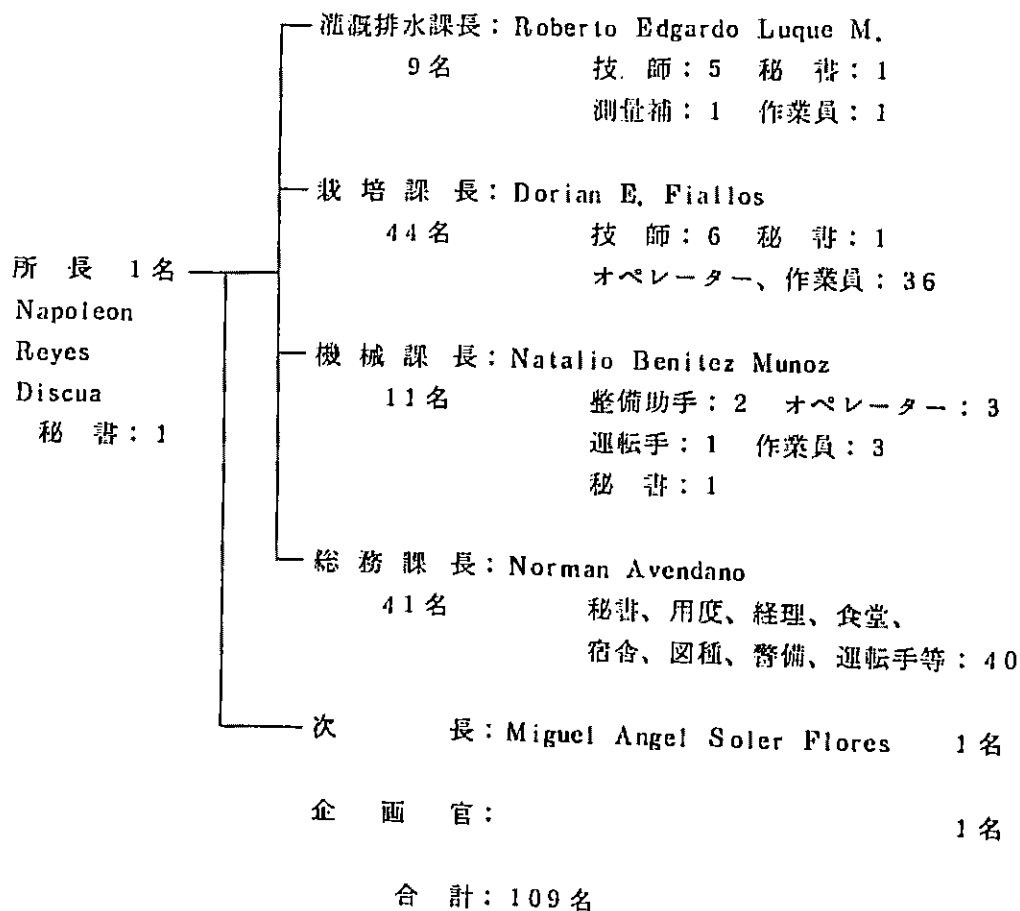 灌漑排水課長：Roberto Edgardo Luque M.
9名 技 師：5 秘 書：1
測量補：1 作業員：1
栽 培 課 長：Dorian E. Fiallos
44名 技 師：6 秘 書：1
オペレーター、作業員：36
所 長 1名
Napoleon
Reyes
Discua
秘 書：1
機 械 課 長：Natalio Benitez Munoz
11名 整備助手：2 オペレーター：3
運転手：1 作業員：3
秘 書：1
総 務 課 長：Norman Avendano
41名 秘書、用度、経理、食堂、
宿舎、図種、警備、運転手等：40
次 長：Miguel Angel Soler Flores 1名
企 画 官： 1名
合 計：109名